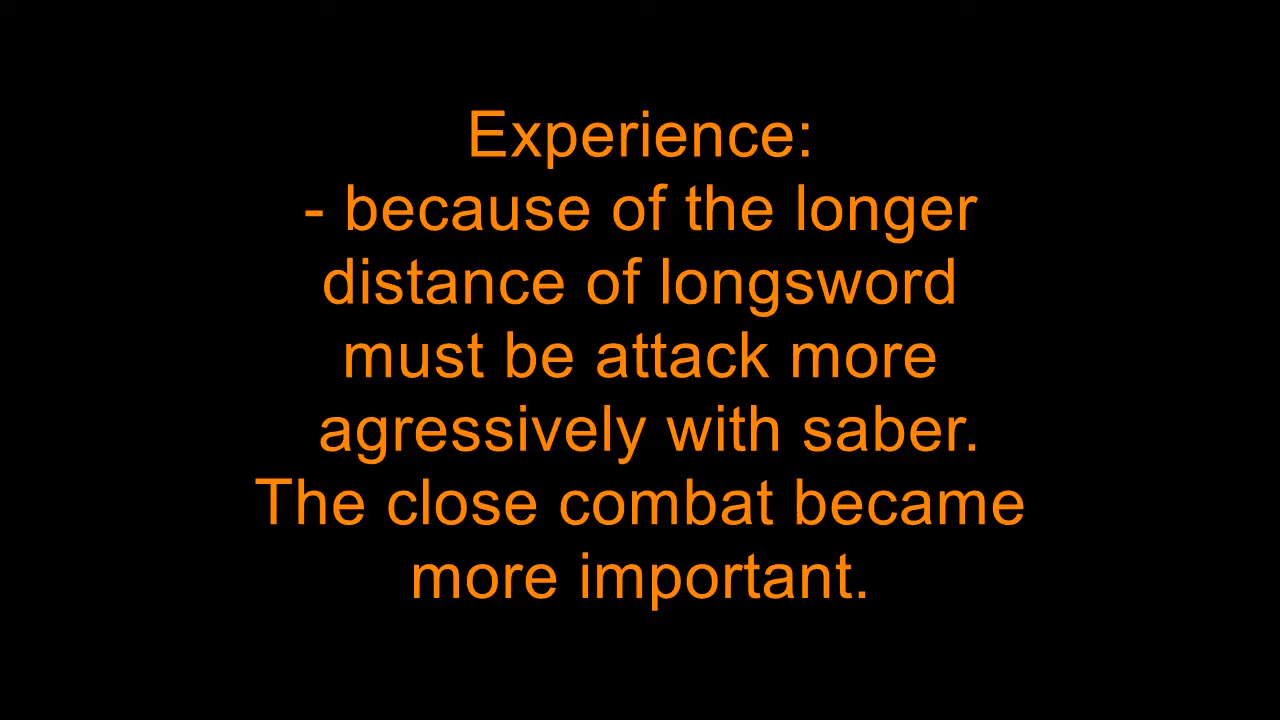 Experience:
- because of the longer
distance of longsword
must be attack more
agressively with saber.
The close combat became
more important.